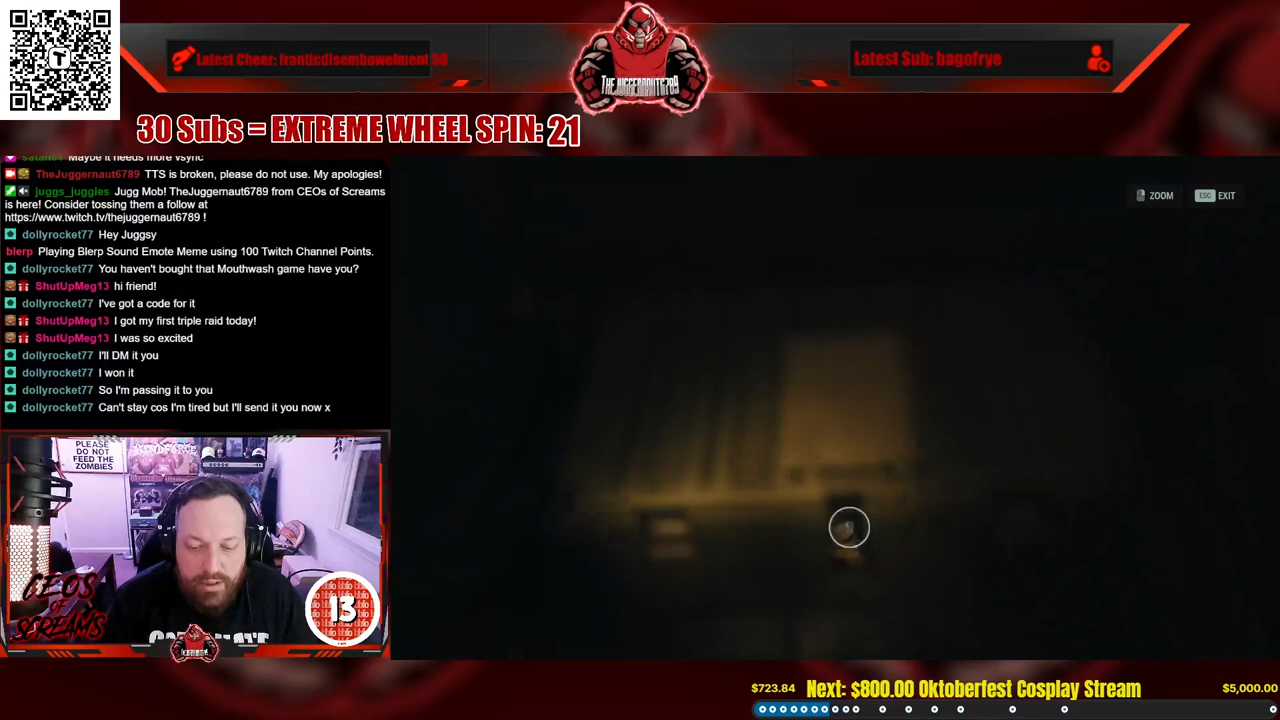 Latest Cheer: franticdisembowelment 50
THEJUGGERNAUT6789
Latest Sub: hagofrye
30 Subs = EXTREME WHEEL SPIN: 21
satan61 Maybe it needs more vsync
TheJuggernaut6789 TTS is broken, please do not use. My apologies!
juggs_juggles Jugg Mob! TheJuggernaut6789 from CEOs of Screams
is here! Consider tossing them a follow at
https://www.twitch.tv/thejuggernaut6789 !
dollyrocket77 Hey Juggsy
blerp Playing Blerp Sound Emote Meme using 100 Twitch Channel Points.
dollyrocket77 You haven't bought that Mouthwash game have you?
ShutUpMeg13 hi friend!
dollyrocket77 I've got a code for it
ShutUpMeg13 I got my first triple raid today!
ShutUpMeg13 I was so excited
dollyrocket77 I'll DM it you
dollyrocket77 I won it
dollyrocket77 So I'm passing it to you
dollyrocket77 Can't stay cos I'm tired but I'll send it you now x
ZOOM
ESC EXIT
PLEASE
DO NOT
FEED THE
ZOMBIES
CEOS
OF
SCREAMS
13
$723.84 Next: $800.00 Oktoberfest Cosplay Stream $5,000.00